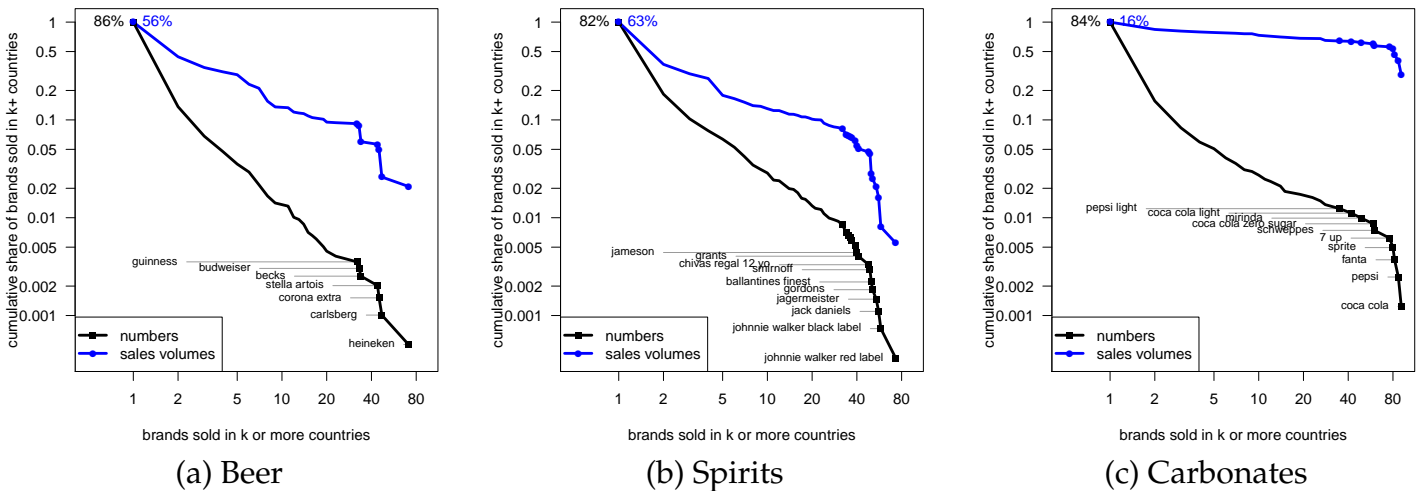 cumulative share of brands sold in k+ countries
86% 56%
1
0.5
0.2
0.1
0.05
0.02
0.01
0.005
0.002
0.001
guinness
budweiser
becks
stella artois
corona extra
carlsberg
heineken
numbers
sales volumes
1 2 5 10 20 40 80
brands sold in k or more countries
(a) Beer
cumulative share of brands sold in k+ countries
82% 63%
1
0.5
0.2
0.1
0.05
0.02
0.01
0.005
0.002
0.001
jameson
grants
chivas regal 12 yo
smirnoff
ballantines finest
gordons
jagermeister
jack daniels
johnnie walker black label
johnnie walker red label
numbers
sales volumes
1 2 5 10 20 40 80
brands sold in k or more countries
(b) Spirits
cumulative share of brands sold in k+ countries
84% 16%
1
0.5
0.2
0.1
0.05
0.02
0.01
0.005
0.002
0.001
pepsi light
coca cola light
mirinda
coca cola zero sugar
schweppes
7 up
sprite
fanta
pepsi
coca cola
numbers
sales volumes
1 2 5 10 20 40 80
brands sold in k or more countries
(c) Carbonates